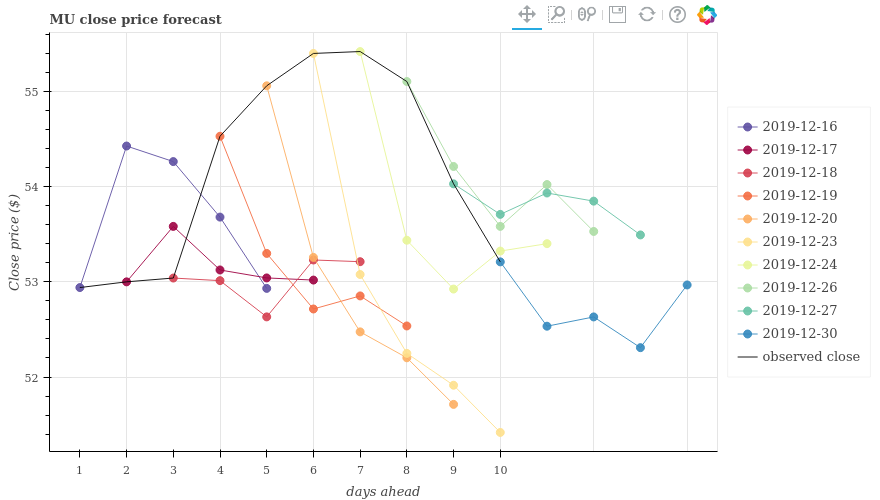 MU close price forecast
55
54
53
52
Close price ($)
1 2 3 4 5 6 7 8 9 10
days ahead
2019-12-16
2019-12-17
2019-12-18
2019-12-19
2019-12-20
2019-12-23
2019-12-24
2019-12-26
2019-12-27
2019-12-30
observed close